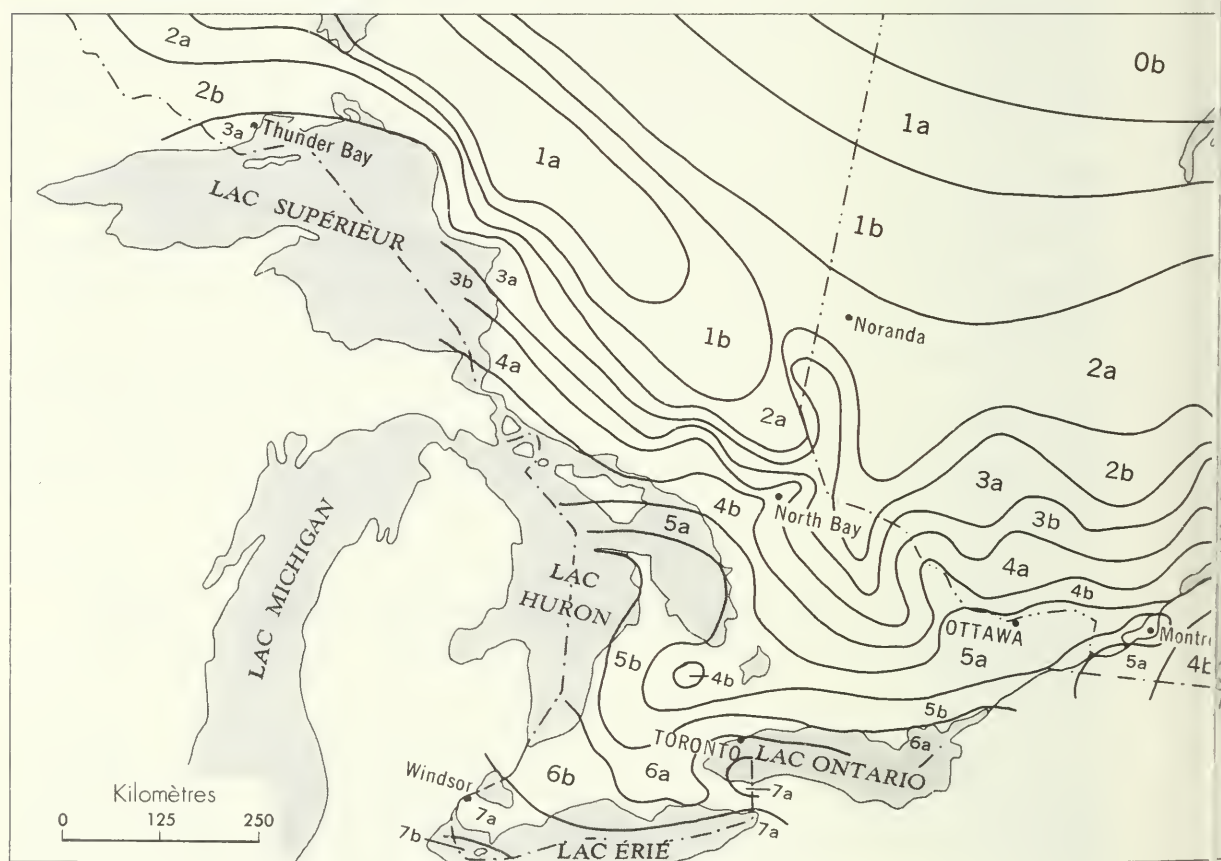 2a
0b
2b
1a
3a
Thunder Bay
1a
LAC SUPÉRIEUR
1b
3b
3a
Noranda
1b
4a
2a
2a
2b
3a
4b
North Bay
3b
5a
4a
LAC MICHIGAN
LAC
HURON
4b
OTTAWA
Montr
5b
4b
5a
5a
4b
5b
TORONTO
LAC ONTARIO
6a
6b
6a
Windsor
7a
Kilomètres
7a
0 125 250
7b
7a
LAC ÉRIÉ